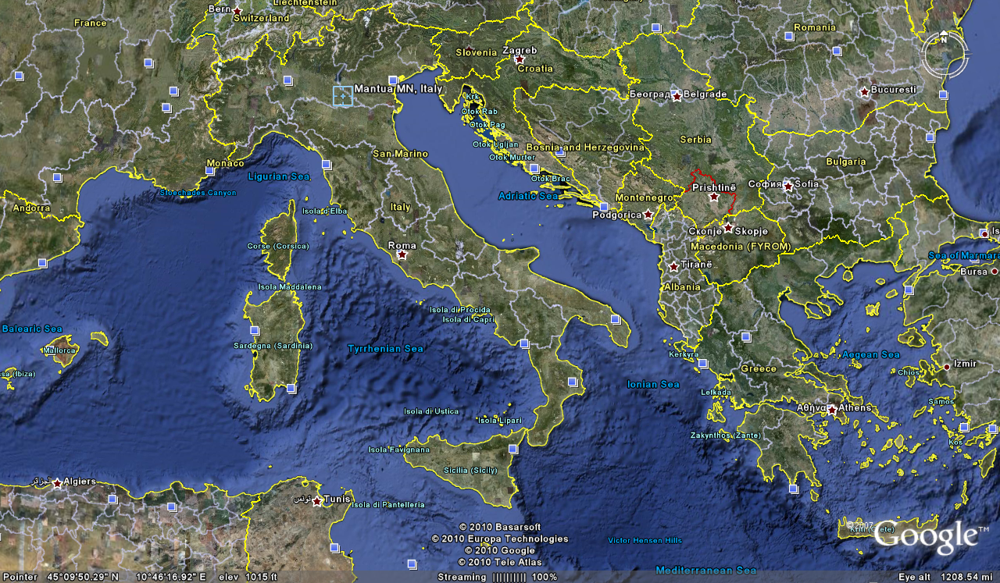 Bern
Liechtenstein
Switzerland
France
Romania
Slovenia
Zagreb
Croatia
N
Mantua MN, Italy
Београд Belgrade
Bucuresti
Krk
Otok Rab
Otok Pag
Otok Ugljan
Otok Murter
Bosnia and Herzegovina
Serbia
San Marino
Monaco
Bulgaria
Ligurian Sea
Otok Brac
Stoechades Canyon
Adriatic Sea
Montenegro
Prishtinë
София Sofia
Andorra
Isola d'Elba
Italy
Podgorica
Скопје Skopje
Corse (Corsica)
Roma
Macedonia (FYROM)
Is
Sea of Marmara
Tiranë
Bursa
Isola Maddalena
Albania
Isola di Procida
Isola di Capri
Balearic Sea
Mallorca
Sardegna (Sardinia)
Tyrrhenian Sea
Kerkyra
Aegean Sea
Izmir
Greece
Chios
sa (Ibiza)
Ionian Sea
Lefkada
Samos
Isola di Ustica
Αθήνα Athens
Isola Lipari
Zakynthos (Zante)
Kos
Isola Favignana
Sicilia (Sicily)
Algiers
تونس Tunis
Isola di Pantelleria
© 2010 Basarsoft
© 2010 Europa Technologies
© 2010 Google
© 2010 Tele Atlas
©2007 Google™
Kriti (Crete)
Victor Hensen Hills
Mediterranean Sea
Pointer 45°09'50.29" N 10°46'16.92" E elev 1015 ft
Streaming |||||||||| 100%
Eye alt 1208.54 mi